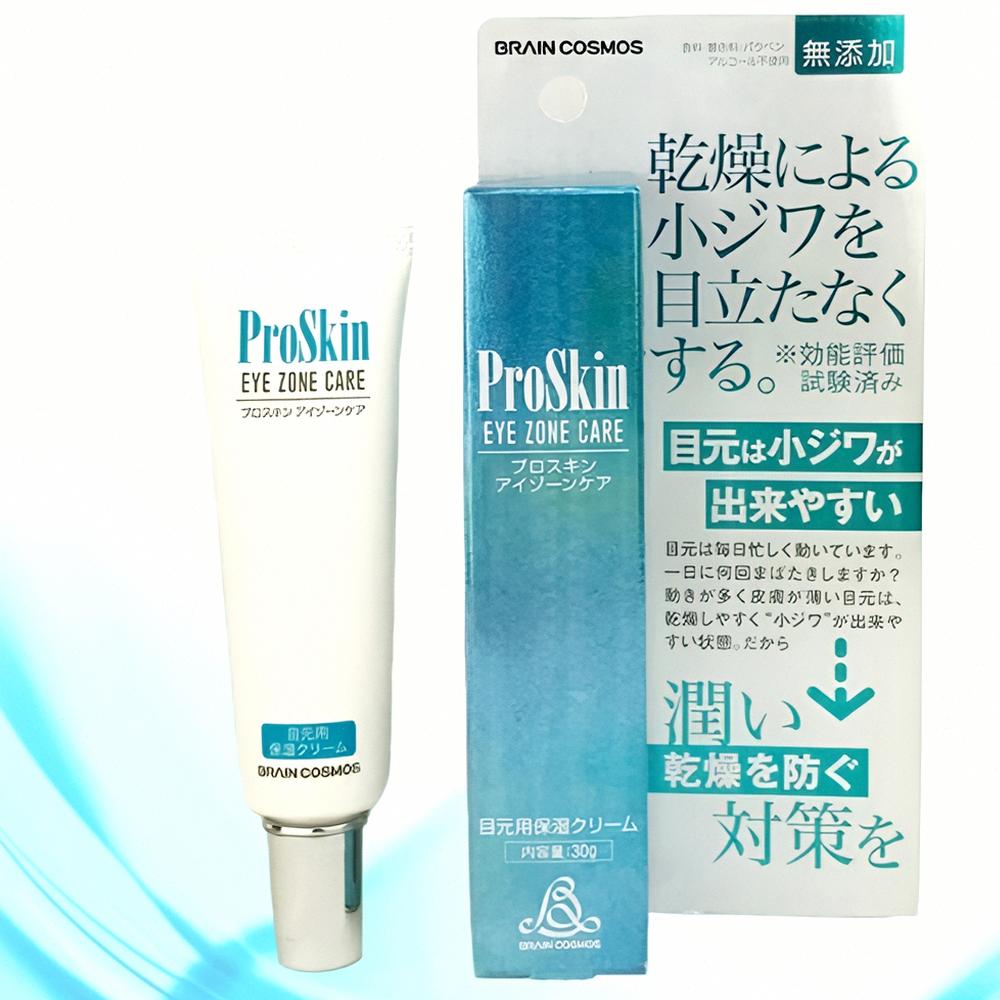 ProSkin
EYE ZONE CARE
プロスキン アイゾーンケア
保湿クリーム
BRAIN COSMOS
ProSkin
EYE ZONE CARE
プロスキン
アイゾーンケア
目元用保湿クリーム
内容量:30g
BRAIN COSMOS
BRAIN COSMOS
無添加
乾燥による
小ジワを
目立たなく
する。
※効能評価
試験済み
目元は小ジワが
出来やすい
目元は毎日忙しく動いています。
一日に何回まばたきしますか?
動きが多く皮膚が薄い目元は、
乾燥しやすく"小ジワ"が出来や
すい状態。だから
潤い
乾燥を防ぐ
対策を